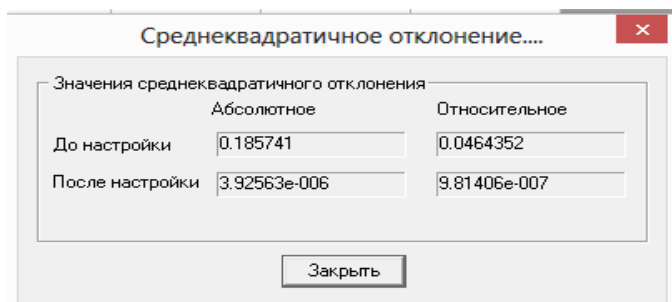 Среднеквадратичное отклонение....
Значения среднеквадратичного отклонения
Абсолютное Относительное
До настройки 0.185741 0.0464352
После настройки 3.92563e-006 9.81406e-007
Закрыть